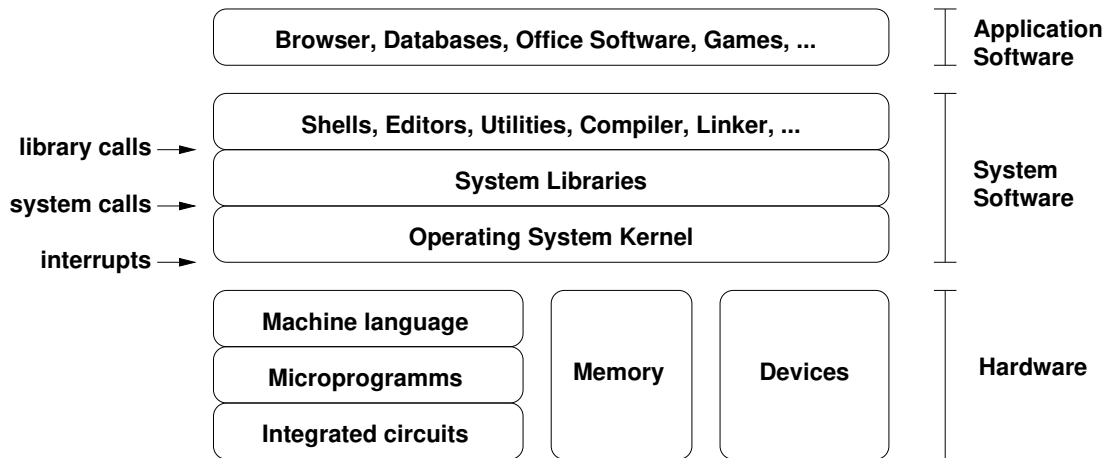 Browser, Databases, Office Software, Games, ...
Application
Software
Shells, Editors, Utilities, Compiler, Linker, ...
library calls
System Libraries
System
Software
system calls
Operating System Kernel
interrupts
Machine language
Microprogramms
Integrated circuits
Memory
Devices
Hardware